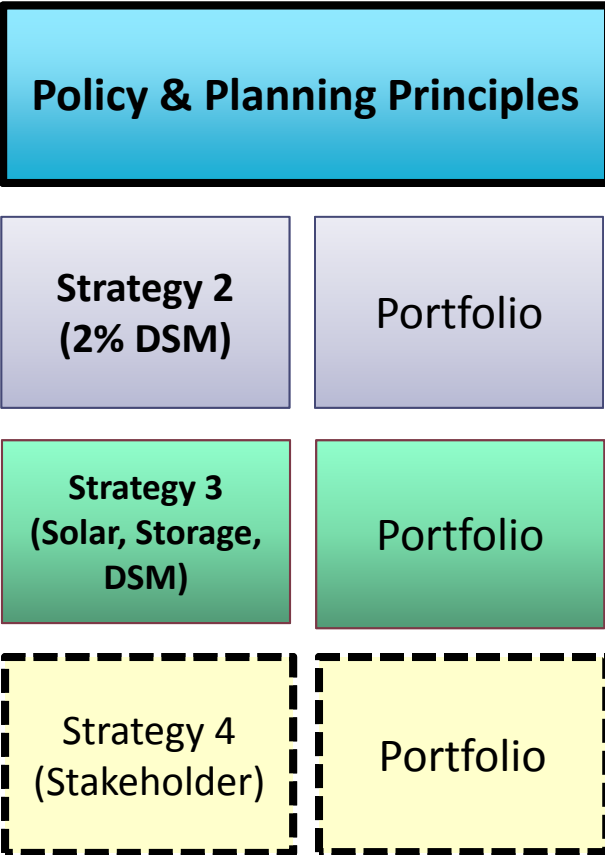 Policy & Planning Principles
Strategy 2
(2% DSM)
Portfolio
Strategy 3
(Solar, Storage,
DSM)
Portfolio
Strategy 4
(Stakeholder)
Portfolio